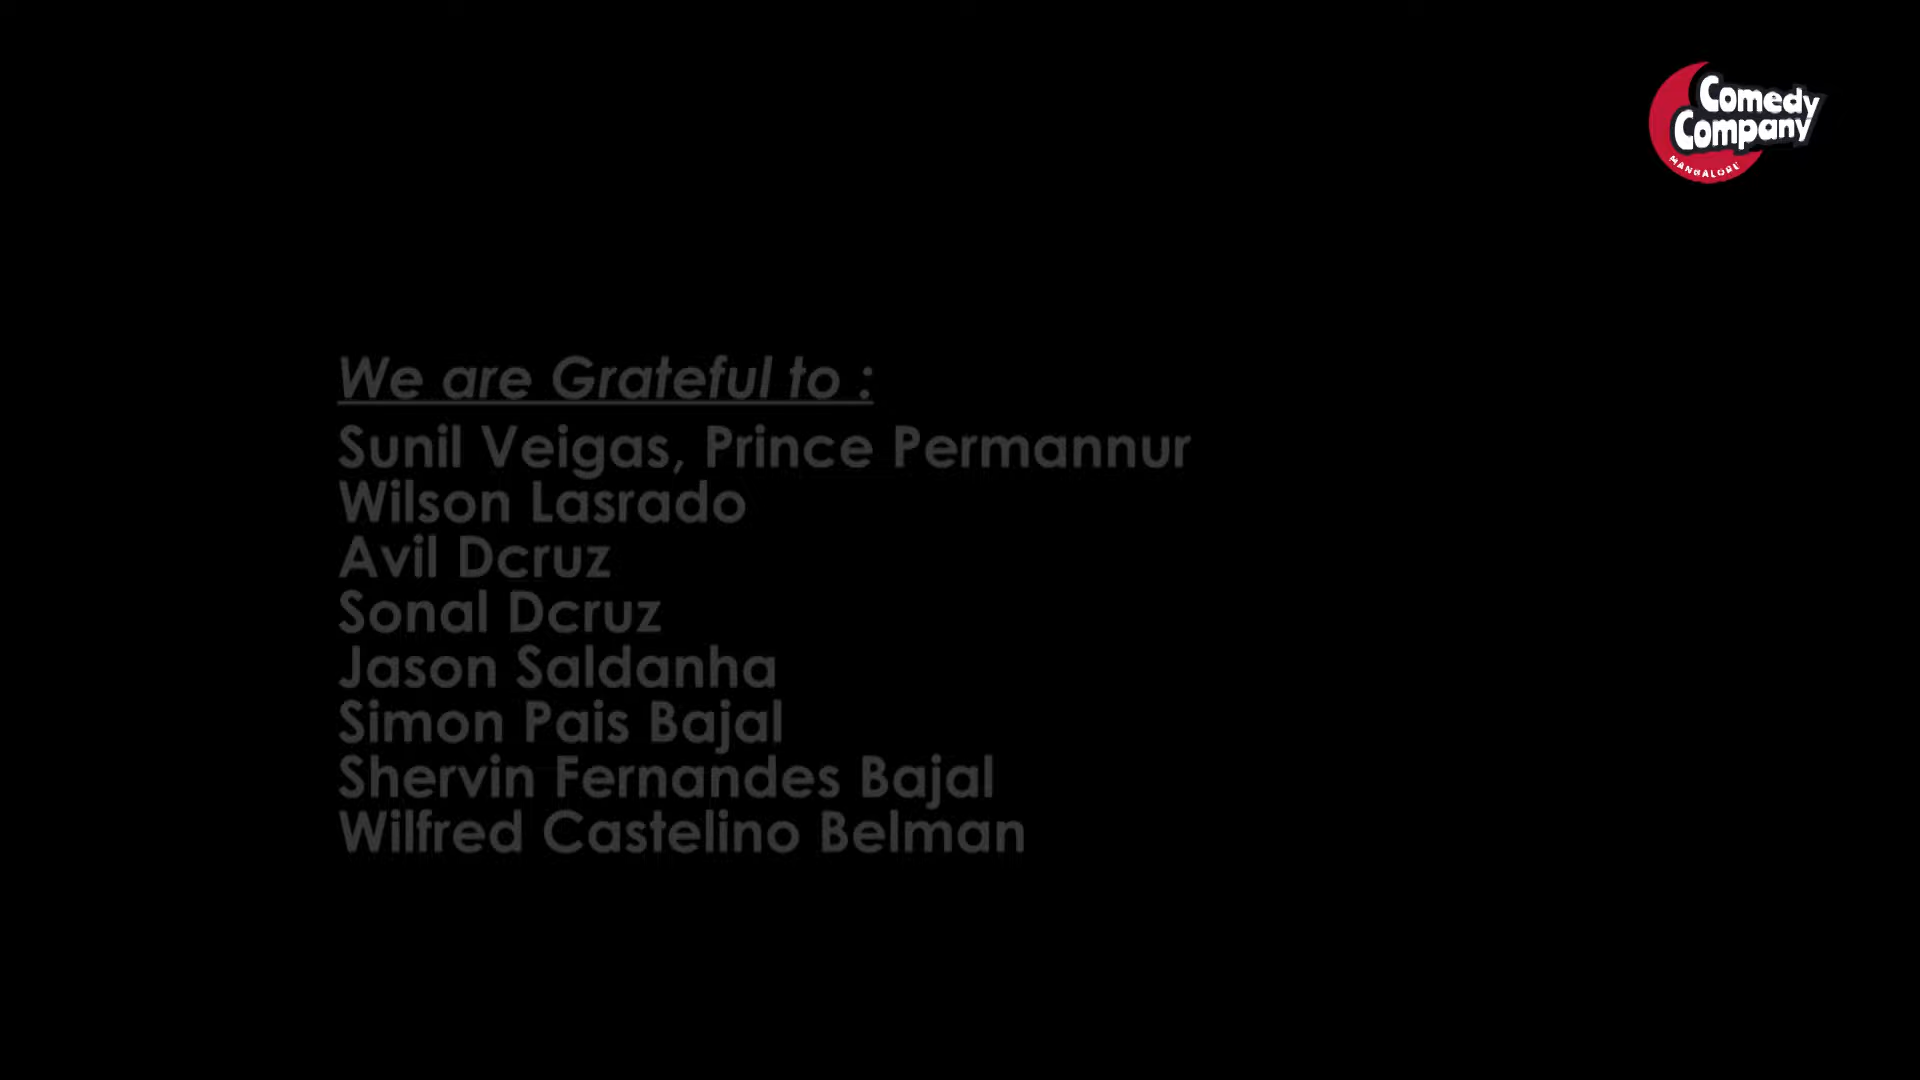 Comedy
Company
MANGALORE
We are Grateful to :
Sunil Veigas, Prince Permannur
Wilson Lasrado
Avil Dcruz
Sonal Dcruz
Jason Saldanha
Simon Pais Bajal
Shervin Fernandes Bajal
Wilfred Castelino Belman